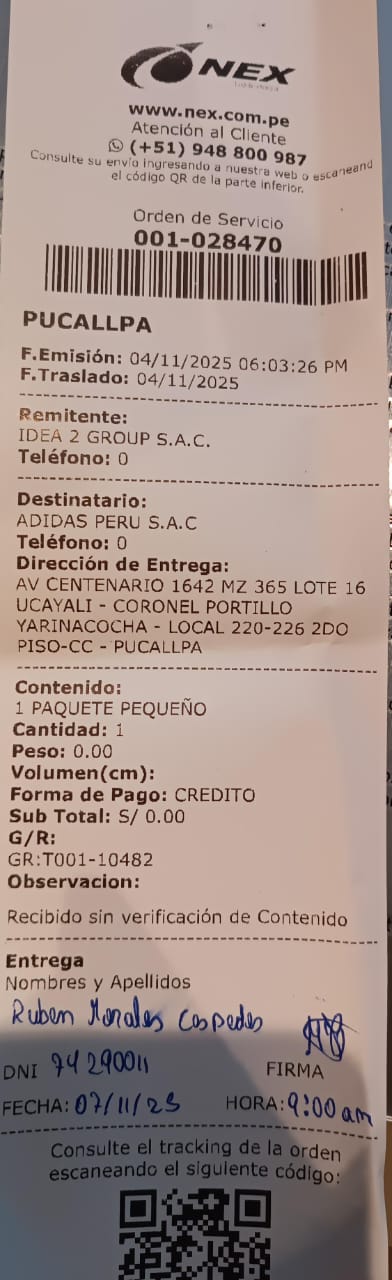 NEX
www.nex.com.pe
Atención al Cliente
(+51) 948 800 987
Consulte su envío ingresando a nuestra web o escaneand
el código QR de la parte inferior.
Orden de Servicio
001-028470
PUCALLPA
F.Emisión: 04/11/2025 06:03:26 PM
F.Traslado: 04/11/2025
Remitente:
IDEA 2 GROUP S.A.C.
Teléfono: 0
Destinatario:
ADIDAS PERU S.A.C
Teléfono: 0
Dirección de Entrega:
AV CENTENARIO 1642 MZ 365 LOTE 16
UCAYALI - CORONEL PORTILLO
YARINACOCHA - LOCAL 220-226 2DO
PISO-CC - PUCALLPA
Contenido:
1 PAQUETE PEQUEÑO
Cantidad: 1
Peso: 0.00
Volumen(cm):
Forma de Pago: CREDITO
Sub Total: S/ 0.00
G/R:
GR:T001-10482
Observacion:
Recibido sin verificación de Contenido
Entrega
Nombres y Apellidos
Ruben Morales Cespedes
DNI 74290011 FIRMA
FECHA: 07/11/25 HORA: 9:00 am
Consulte el tracking de la orden
escaneando el siguiente código: